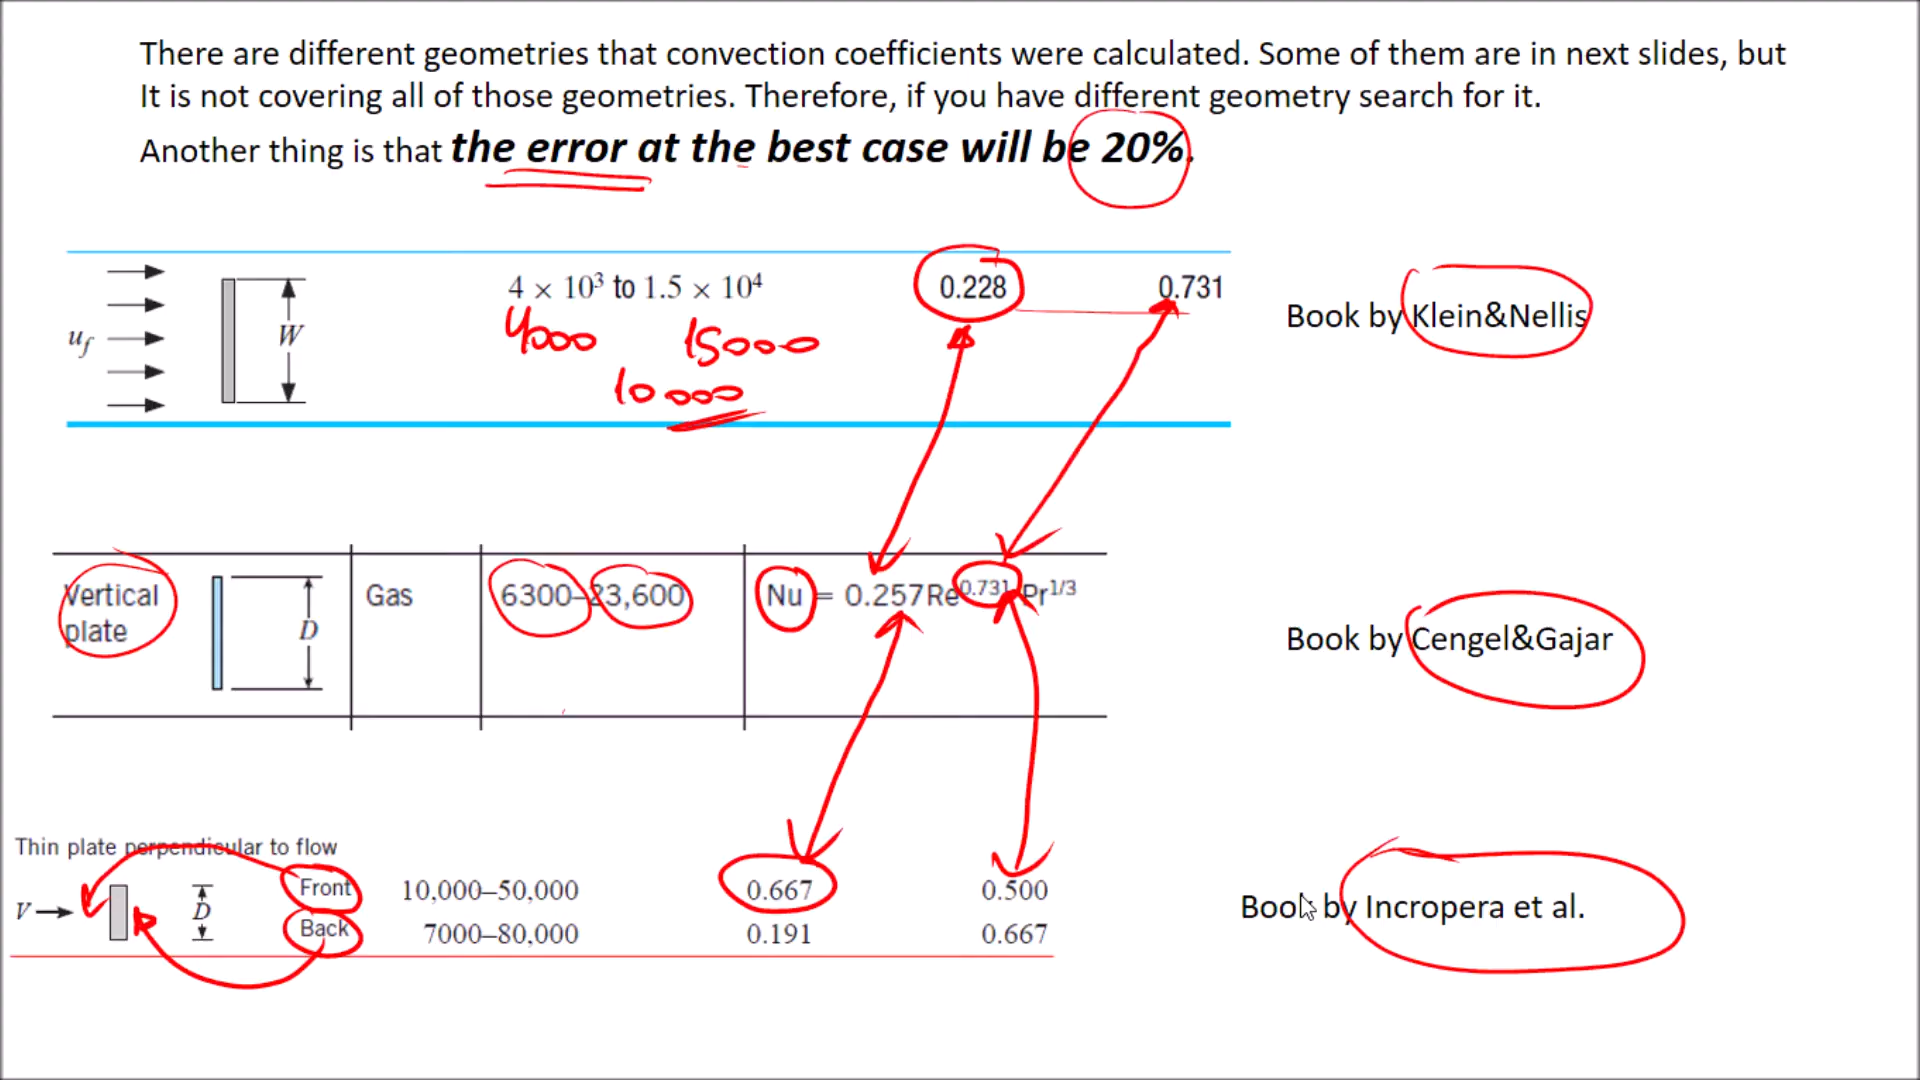 There are different geometries that convection coefficients were calculated. Some of them are in next slides, but
It is not covering all of those geometries. Therefore, if you have different geometry search for it.
Another thing is that the error at the best case will be 20%.
4 × 10³ to 1.5 × 10⁴ 0.228 0.731
u_f W
4000 15000
10000
Book by Klein&Nellis
Vertical
plate
D
Gas
6300–23,600
Nu = 0.257Re^0.731 Pr^1/3
Book by Cengel&Gajar
Thin plate perpendicular to flow
V D
Front 10,000–50,000 0.667 0.500
Back 7000–80,000 0.191 0.667
Book by Incropera et al.